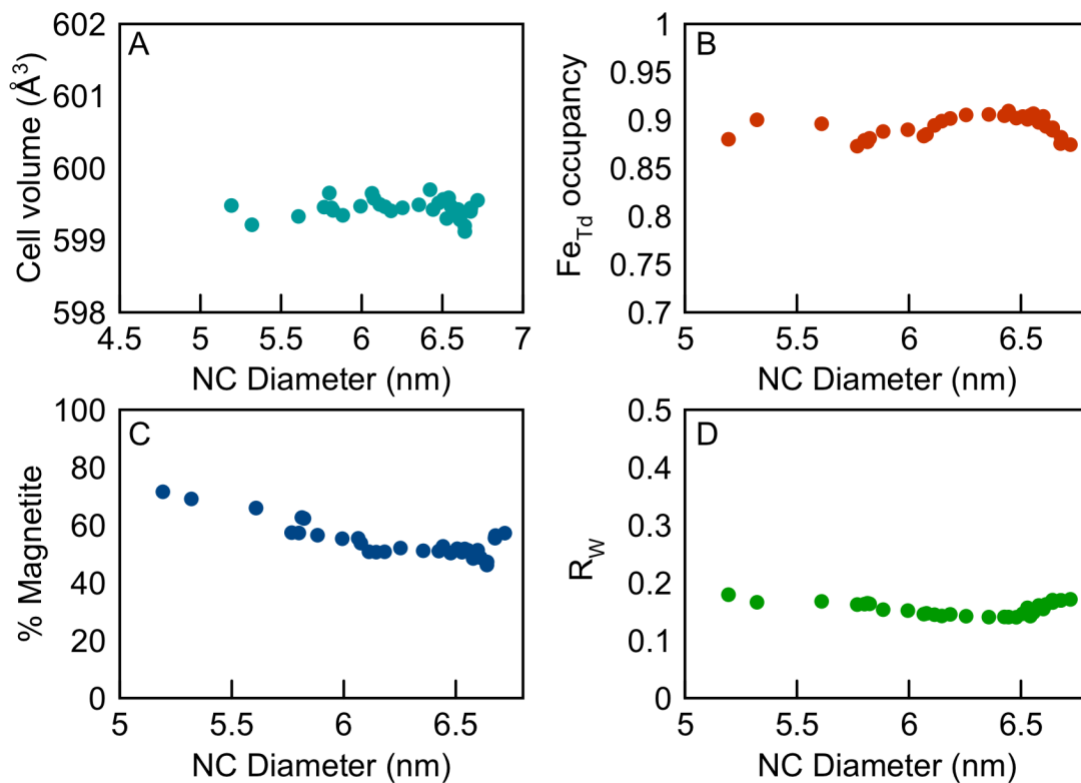 A
602
601
600
599
598
Cell volume (Å³)
4.5 5 5.5 6 6.5 7
NC Diameter (nm)
B
1
0.95
0.9
0.85
0.8
0.75
0.7
Fe_Td occupancy
5 5.5 6 6.5
NC Diameter (nm)
C
100
80
60
40
20
0
% Magnetite
5 5.5 6 6.5
NC Diameter (nm)
D
0.5
0.4
0.3
0.2
0.1
0
R_W
5 5.5 6 6.5
NC Diameter (nm)